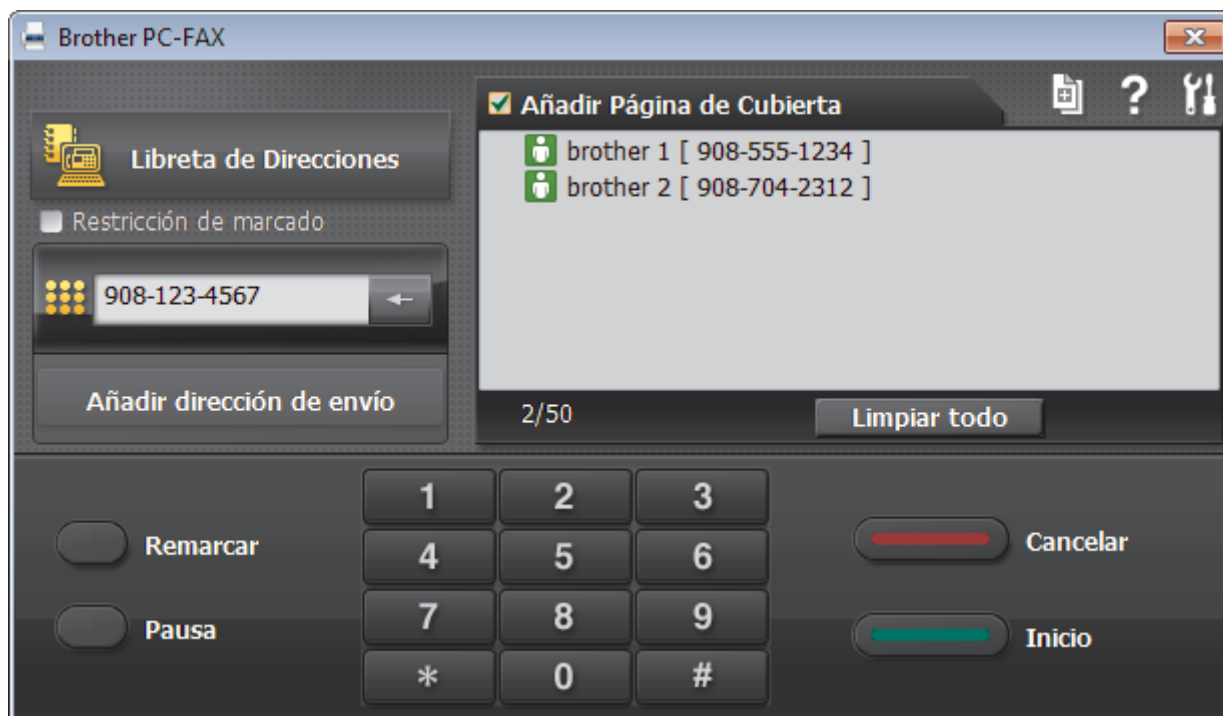 Brother PC-FAX
Libreta de Direcciones
Restricción de marcado
908-123-4567
Añadir dirección de envío
Añadir Página de Cubierta
?
brother 1 [ 908-555-1234 ]
brother 2 [ 908-704-2312 ]
2/50
Limpiar todo
Remarcar
Pausa
1 2 3
4 5 6
7 8 9
* 0 #
Cancelar
Inicio